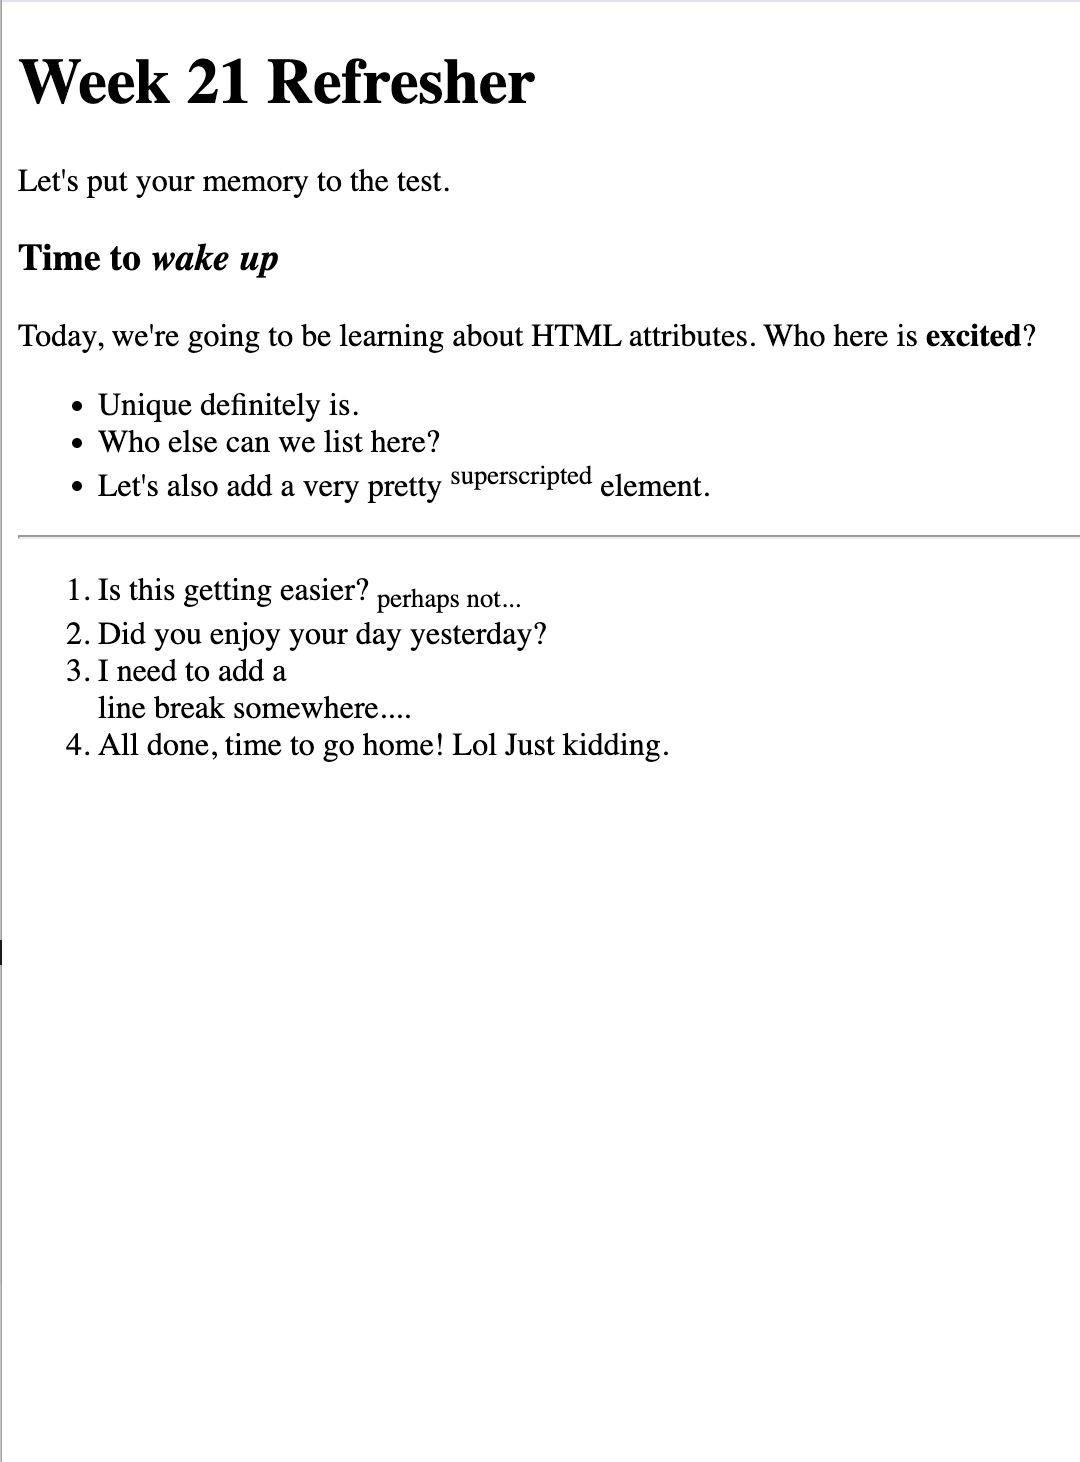 Week 21 Refresher
Let's put your memory to the test.
Time to wake up
Today, we're going to be learning about HTML attributes. Who here is excited?
• Unique definitely is.
• Who else can we list here?
• Let's also add a very pretty superscripted element.
1. Is this getting easier? perhaps not...
2. Did you enjoy your day yesterday?
3. I need to add a
line break somewhere....
4. All done, time to go home! Lol Just kidding.